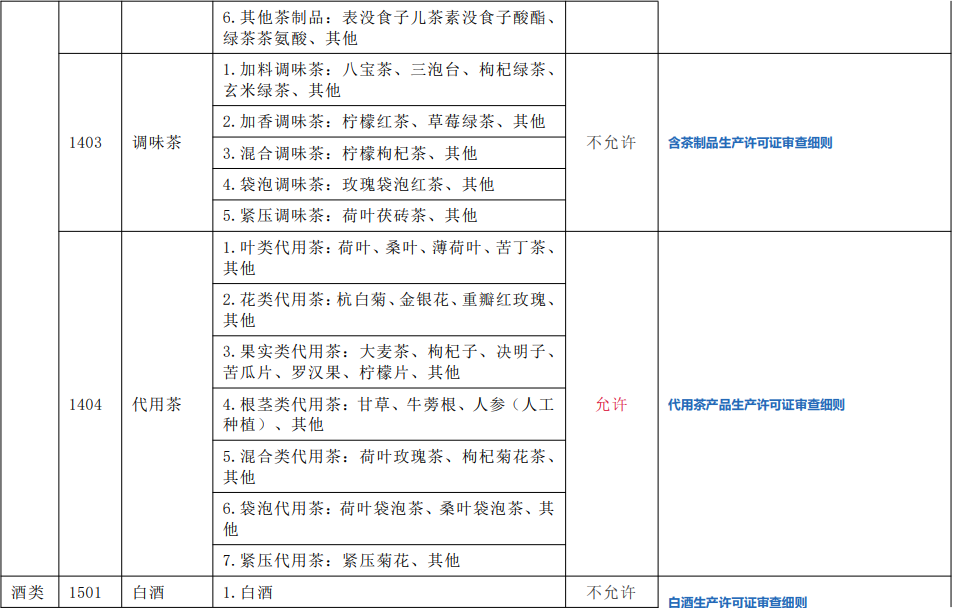 6.其他茶制品：表没食子儿茶素没食子酸酯、
绿茶茶氨酸、其他
1403
调味茶
1.加料调味茶：八宝茶、三泡台、枸杞绿茶、
玄米绿茶、其他
2.加香调味茶：柠檬红茶、草莓绿茶、其他
3.混合调味茶：柠檬枸杞茶、其他
4.袋泡调味茶：玫瑰袋泡红茶、其他
5.紧压调味茶：荷叶茯砖茶、其他
不允许
含茶制品生产许可证审查细则
1404
代用茶
1.叶类代用茶：荷叶、桑叶、薄荷叶、苦丁茶、
其他
2.花类代用茶：杭白菊、金银花、重瓣红玫瑰、
其他
3.果实类代用茶：大麦茶、枸杞子、决明子、
苦瓜片、罗汉果、柠檬片、其他
4.根茎类代用茶：甘草、牛蒡根、人参（人工
种植）、其他
5.混合类代用茶：荷叶玫瑰茶、枸杞菊花茶、
其他
6.袋泡代用茶：荷叶袋泡茶、桑叶袋泡茶、其
他
7.紧压代用茶：紧压菊花、其他
允许
代用茶产品生产许可证审查细则
酒类
1501
白酒
1.白酒
不允许
白酒生产许可证审查细则